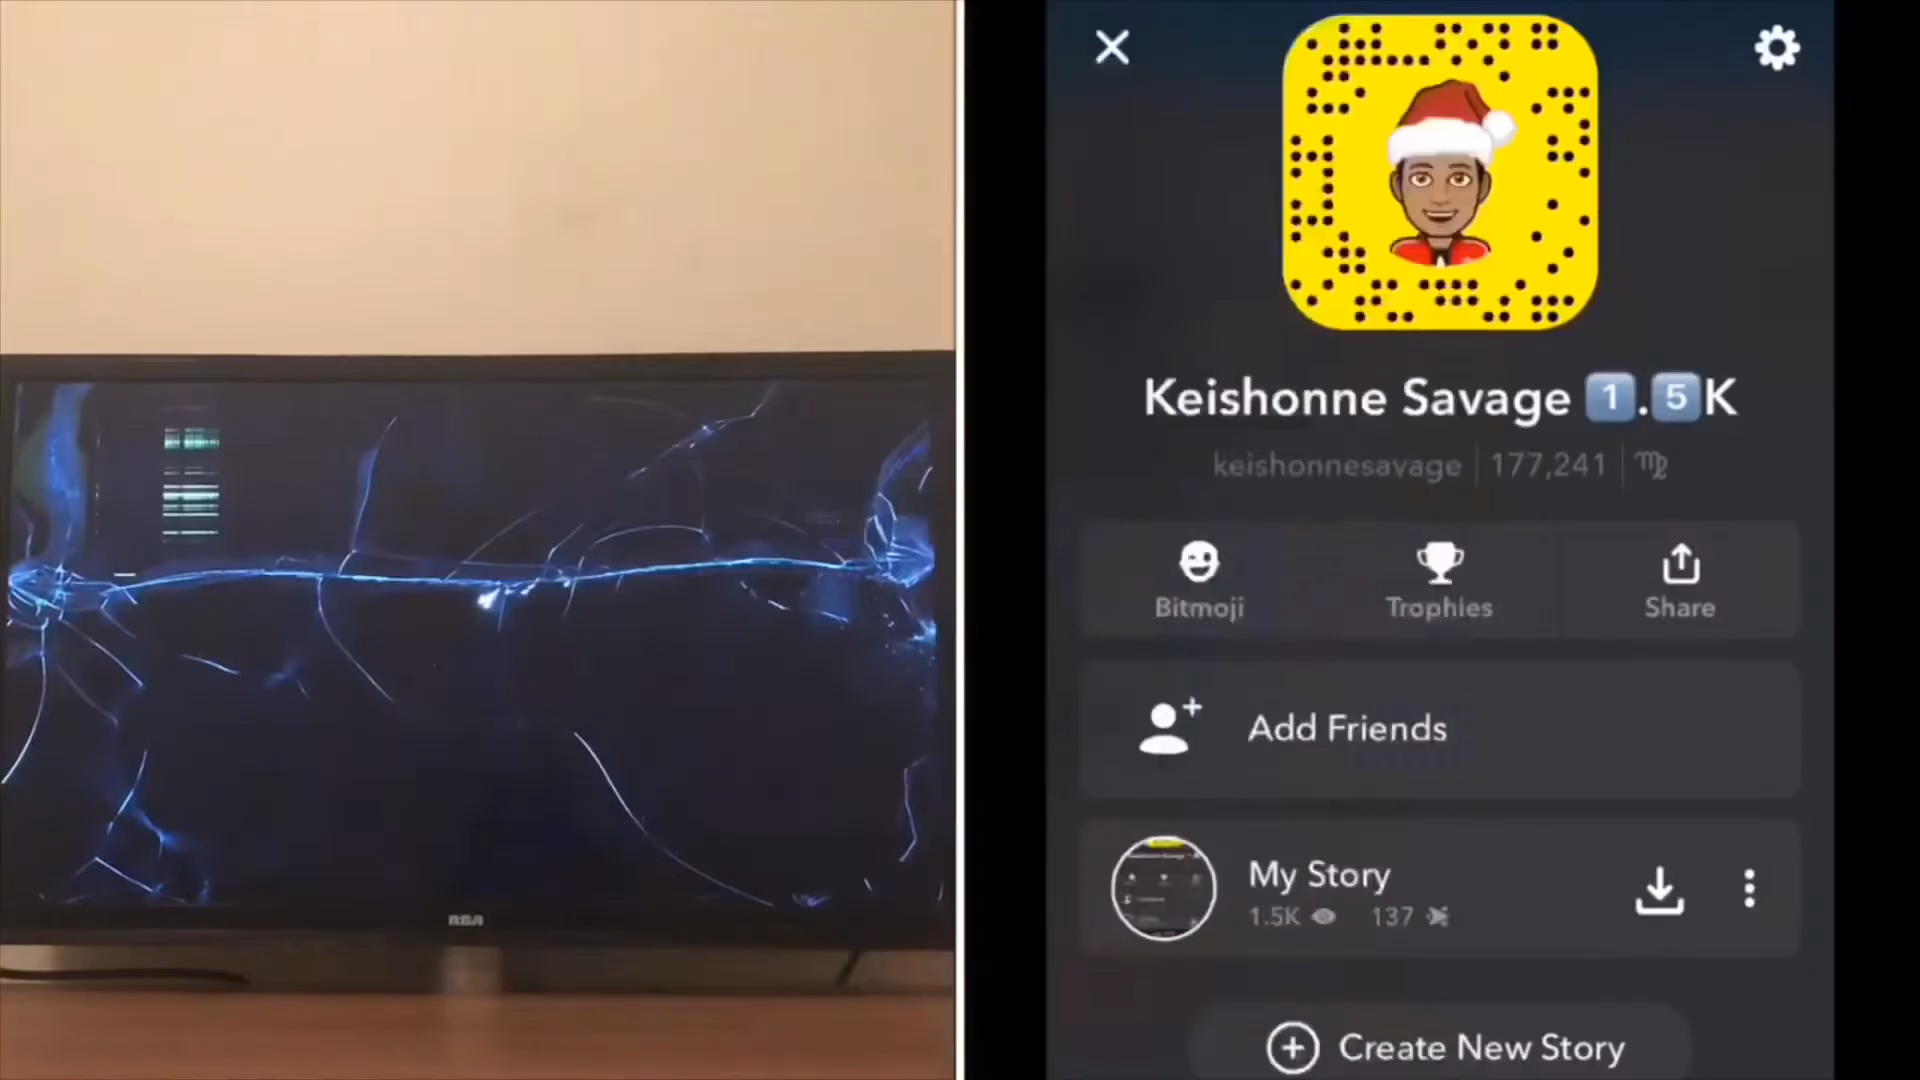 RCA
Keishonne Savage 1️⃣.5️⃣K
keishonnesavage | 177,241 | ♍
Bitmoji
Trophies
Share
Add Friends
My Story
1.5K 137
Create New Story